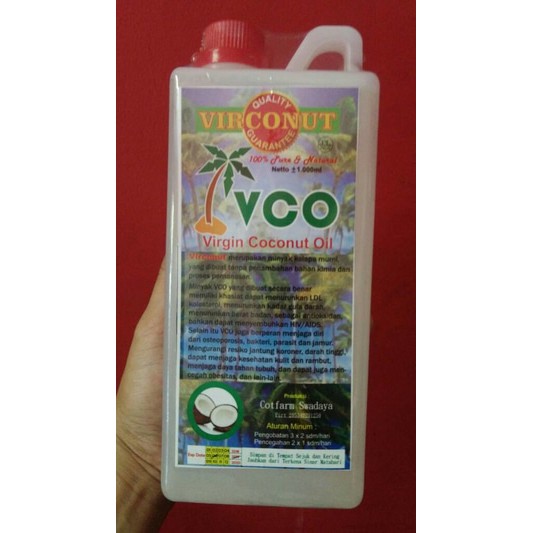 QUALITY
VIRCONUT
GUARANTEE
100% Pure & Natural
Netto ±1.000ml
VCO
Virgin Coconut Oil
Virconut merupakan minyak kelapa murni
yang dibuat tanpa penambahan bahan kimia dan
proses pemanasan.
Minyak VCO yang dibuat secara benar
memiliki khasiat dapat menurunkan LDL
kolesterol, menurunkan kadar gula darah,
menurunkan berat badan, sebagai antioksidan,
bahkan dapat menyembuhkan HIV/AIDS.
Selain itu VCO juga berperan menjaga diri
dari osteoporosis, bakteri, parasit dan jamur.
Mengurangi resiko jantung koroner, darah tinggi,
dapat menjaga kesehatan kulit dan rambut,
menjaga daya tahan tubuh, dan dapat juga men-
cegah obesitas, dan lain-lain.
Produksi
Cotfarm Swadaya
Aturan Minum :
Pengobatan 3 x 2 sdm/hari
Pencegahan 2 x 1 sdm/hari
Exp Date
Simpan di Tempat Sejuk dan Kering
Jauhkan dari Terkena Sinar Matahari